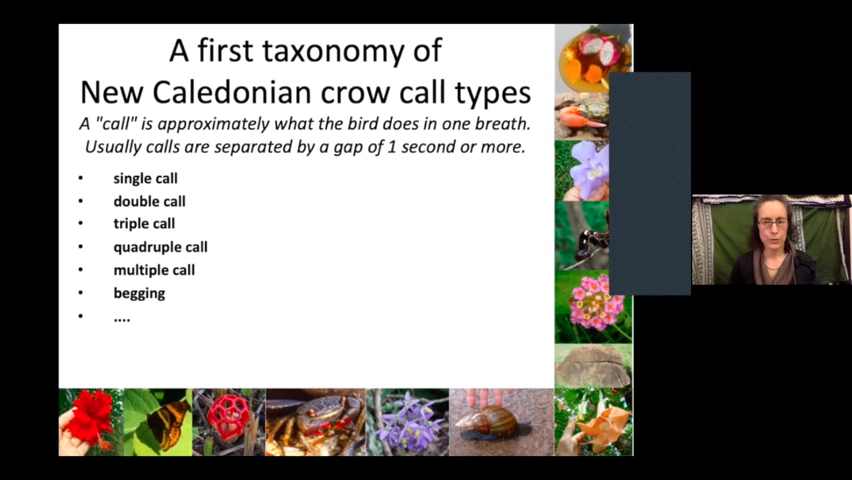 A first taxonomy of
New Caledonian crow call types
A "call" is approximately what the bird does in one breath.
Usually calls are separated by a gap of 1 second or more.
• single call
• double call
• triple call
• quadruple call
• multiple call
• begging
• ....